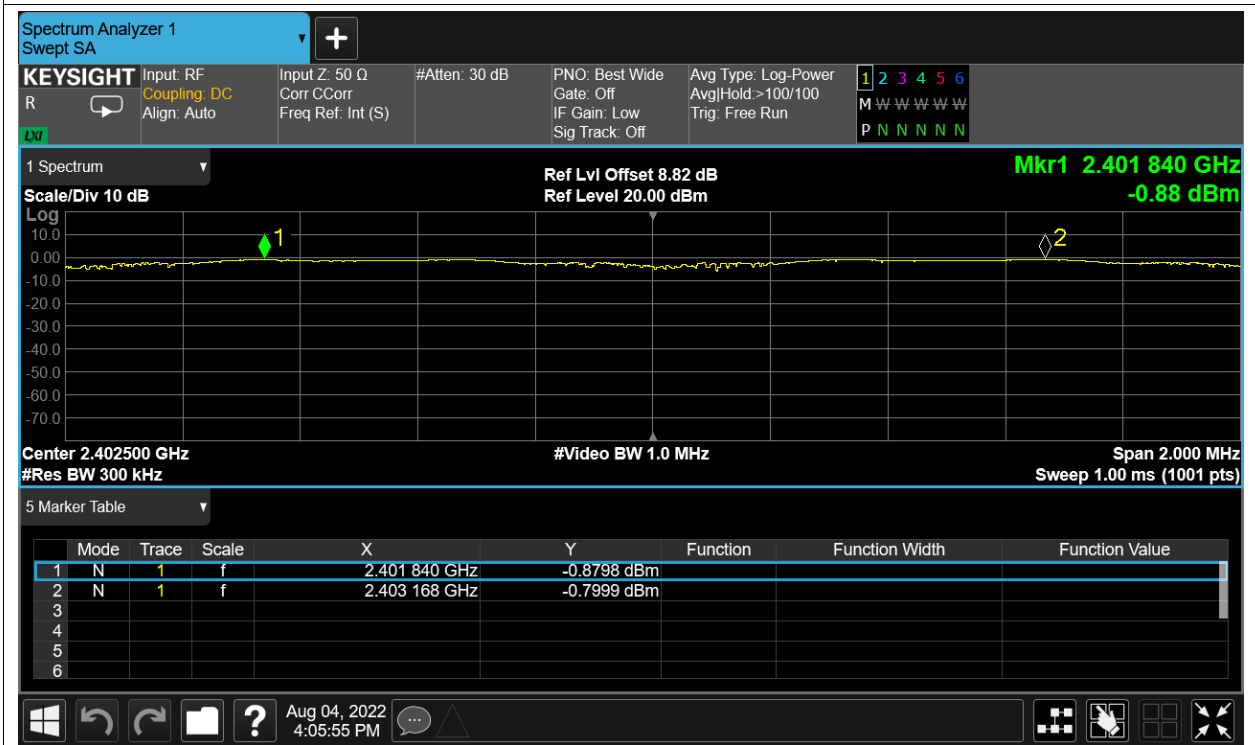 Spectrum Analyzer 1
Swept SA
+
KEYSIGHT
R
LXI
Input: RF
Coupling: DC
Align: Auto
Input Z: 50 Ω
Corr CCorr
Freq Ref: Int (S)
#Atten: 30 dB
PNO: Best Wide
Gate: Off
IF Gain: Low
Sig Track: Off
Avg Type: Log-Power
Avg|Hold:>100/100
Trig: Free Run
1 2 3 4 5 6
M W W W W W
P N N N N N
1 Spectrum
Scale/Div 10 dB
Ref Lvl Offset 8.82 dB
Ref Level 20.00 dBm
Mkr1 2.401 840 GHz
-0.88 dBm
Log
10.0
0.00
-10.0
-20.0
-30.0
-40.0
-50.0
-60.0
-70.0
1
2
Center 2.402500 GHz
#Video BW 1.0 MHz
Span 2.000 MHz
#Res BW 300 kHz
Sweep 1.00 ms (1001 pts)
5 Marker Table
Mode Trace Scale X Y Function Function Width Function Value
1 N 1 f 2.401 840 GHz -0.8798 dBm
2 N 1 f 2.403 168 GHz -0.7999 dBm
3
4
5
6
?
Aug 04, 2022
4:05:55 PM